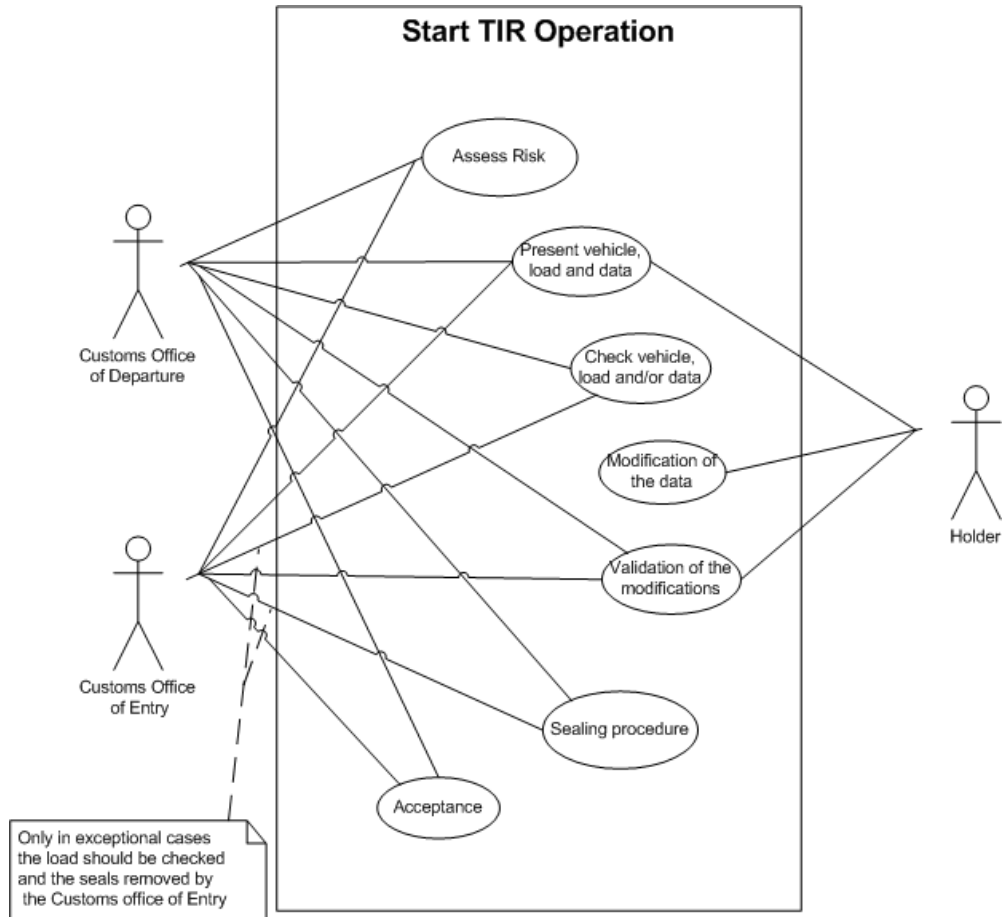 Start TIR Operation
Assess Risk
Present vehicle,
load and data
Customs Office
of Departure
Check vehicle,
load and/or data
Modification of
the data
Holder
Validation of the
modifications
Customs Office
of Entry
Sealing procedure
Acceptance
Only in exceptional cases
the load should be checked
and the seals removed by
the Customs office of Entry